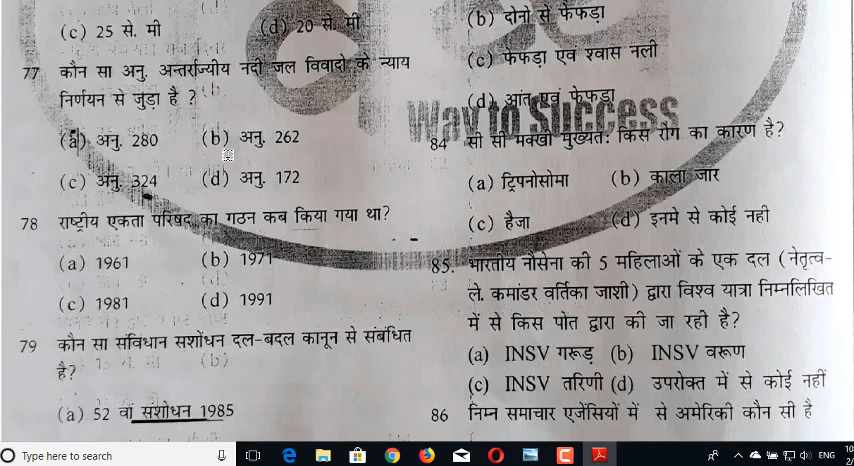 (c) 25 से. मी
(d) 20 से. मी
77 कौन सा अनु. अन्तर्राज्यीय नदी जल विवादो के न्याय
निर्णयन से जुड़ा है ?
(a) अनु. 280
(b) अनु. 262
(c) अनु. 324
(d) अनु. 172
78 राष्ट्रीय एकता परिषद् का गठन कब किया गया था?
(a) 1961
(b) 1971
(c) 1981
(d) 1991
79 कौन सा संविधान सशोंधन दल-बदल कानून से संबंधित
है?
(a) 52 वां सशोंधन 1985
(b) दोनो से फेफड़ा
(c) फेफड़ा एव श्वास नली
(d) आंत एवं फेफड़ा
Way to Success
84 सी सी मक्खी मुख्यतः किस रोग का कारण है?
(a) ट्रिपनोसोमा
(b) काला जार
(c) हैजा
(d) इनमे से कोई नही
85. भारतीय नौसेना की 5 महिलाओं के एक दल (नेतृत्व-
ले. कमांडर वर्तिका जाशी) द्वारा विश्व यात्रा निम्नलिखित
में से किस पोत द्वारा की जा रही है?
(a) INSV गरूड़ (b) INSV वरूण
(c) INSV तरिणी (d) उपरोक्त में से कोई नहीं
86 निम्न समाचार एजेंसियों में से अमेरिकी कौन सी है
Type here to search
ENG
10
2/